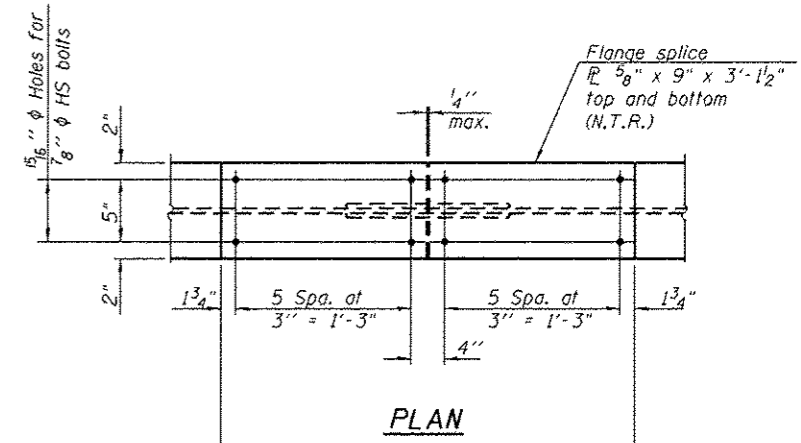 15/16" ϕ Holes for
7/8" ϕ HS bolts
2"
5"
2"
1/4"
max.
Flange splice
PL 5/8" x 9" x 3'-1 1/2"
top and bottom
(N.T.R.)
1 3/4"
5 Spa. at
3" = 1'-3"
5 Spa. at
3" = 1'-3"
1 3/4"
4"
PLAN